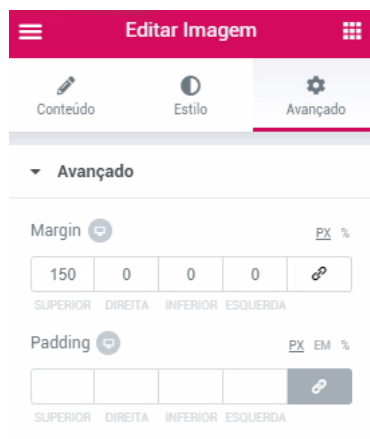 Editar Imagem
Conteúdo Estilo Avançado
Avançado
Margin PX %
150 0 0 0
SUPERIOR DIREITA INFERIOR ESQUERDA
Padding PX EM %
SUPERIOR DIREITA INFERIOR ESQUERDA